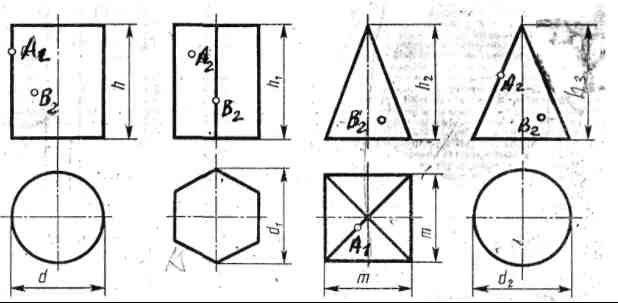 A₂
B₂
h
A₂
B₂
h₁
B₂
h₂
A₂
B₂
h₃
d
d₁
A₁
m
m
d₂